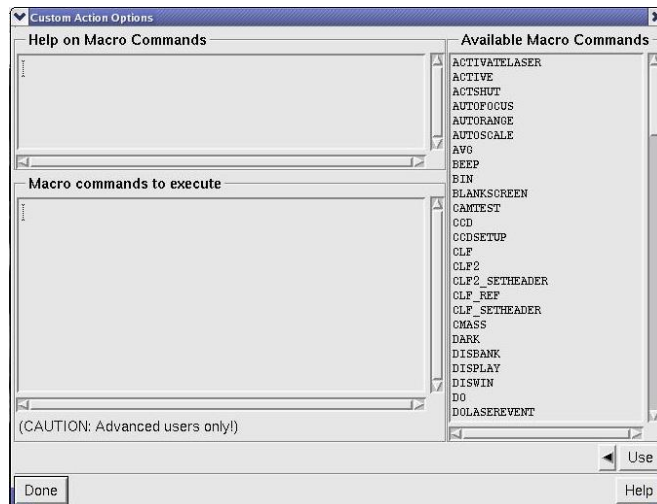 Custom Action Options
Help on Macro Commands
Macro commands to execute
(CAUTION: Advanced users only!)
Available Macro Commands
ACTIVATELASER
ACTIVE
ACTSHUT
AUTOFOCUS
AUTORANGE
AUTOSCALE
AVG
BEEP
BIN
BLANKSCREEN
CAMTEST
CCD
CCDSETUP
CLF
CLF2
CLF2_SETHEADER
CLF_REF
CLF_SETHEADER
CMASS
DARK
DISBANK
DISPLAY
DISWIN
DO
DOLASEREVENT
Use
Done
Help